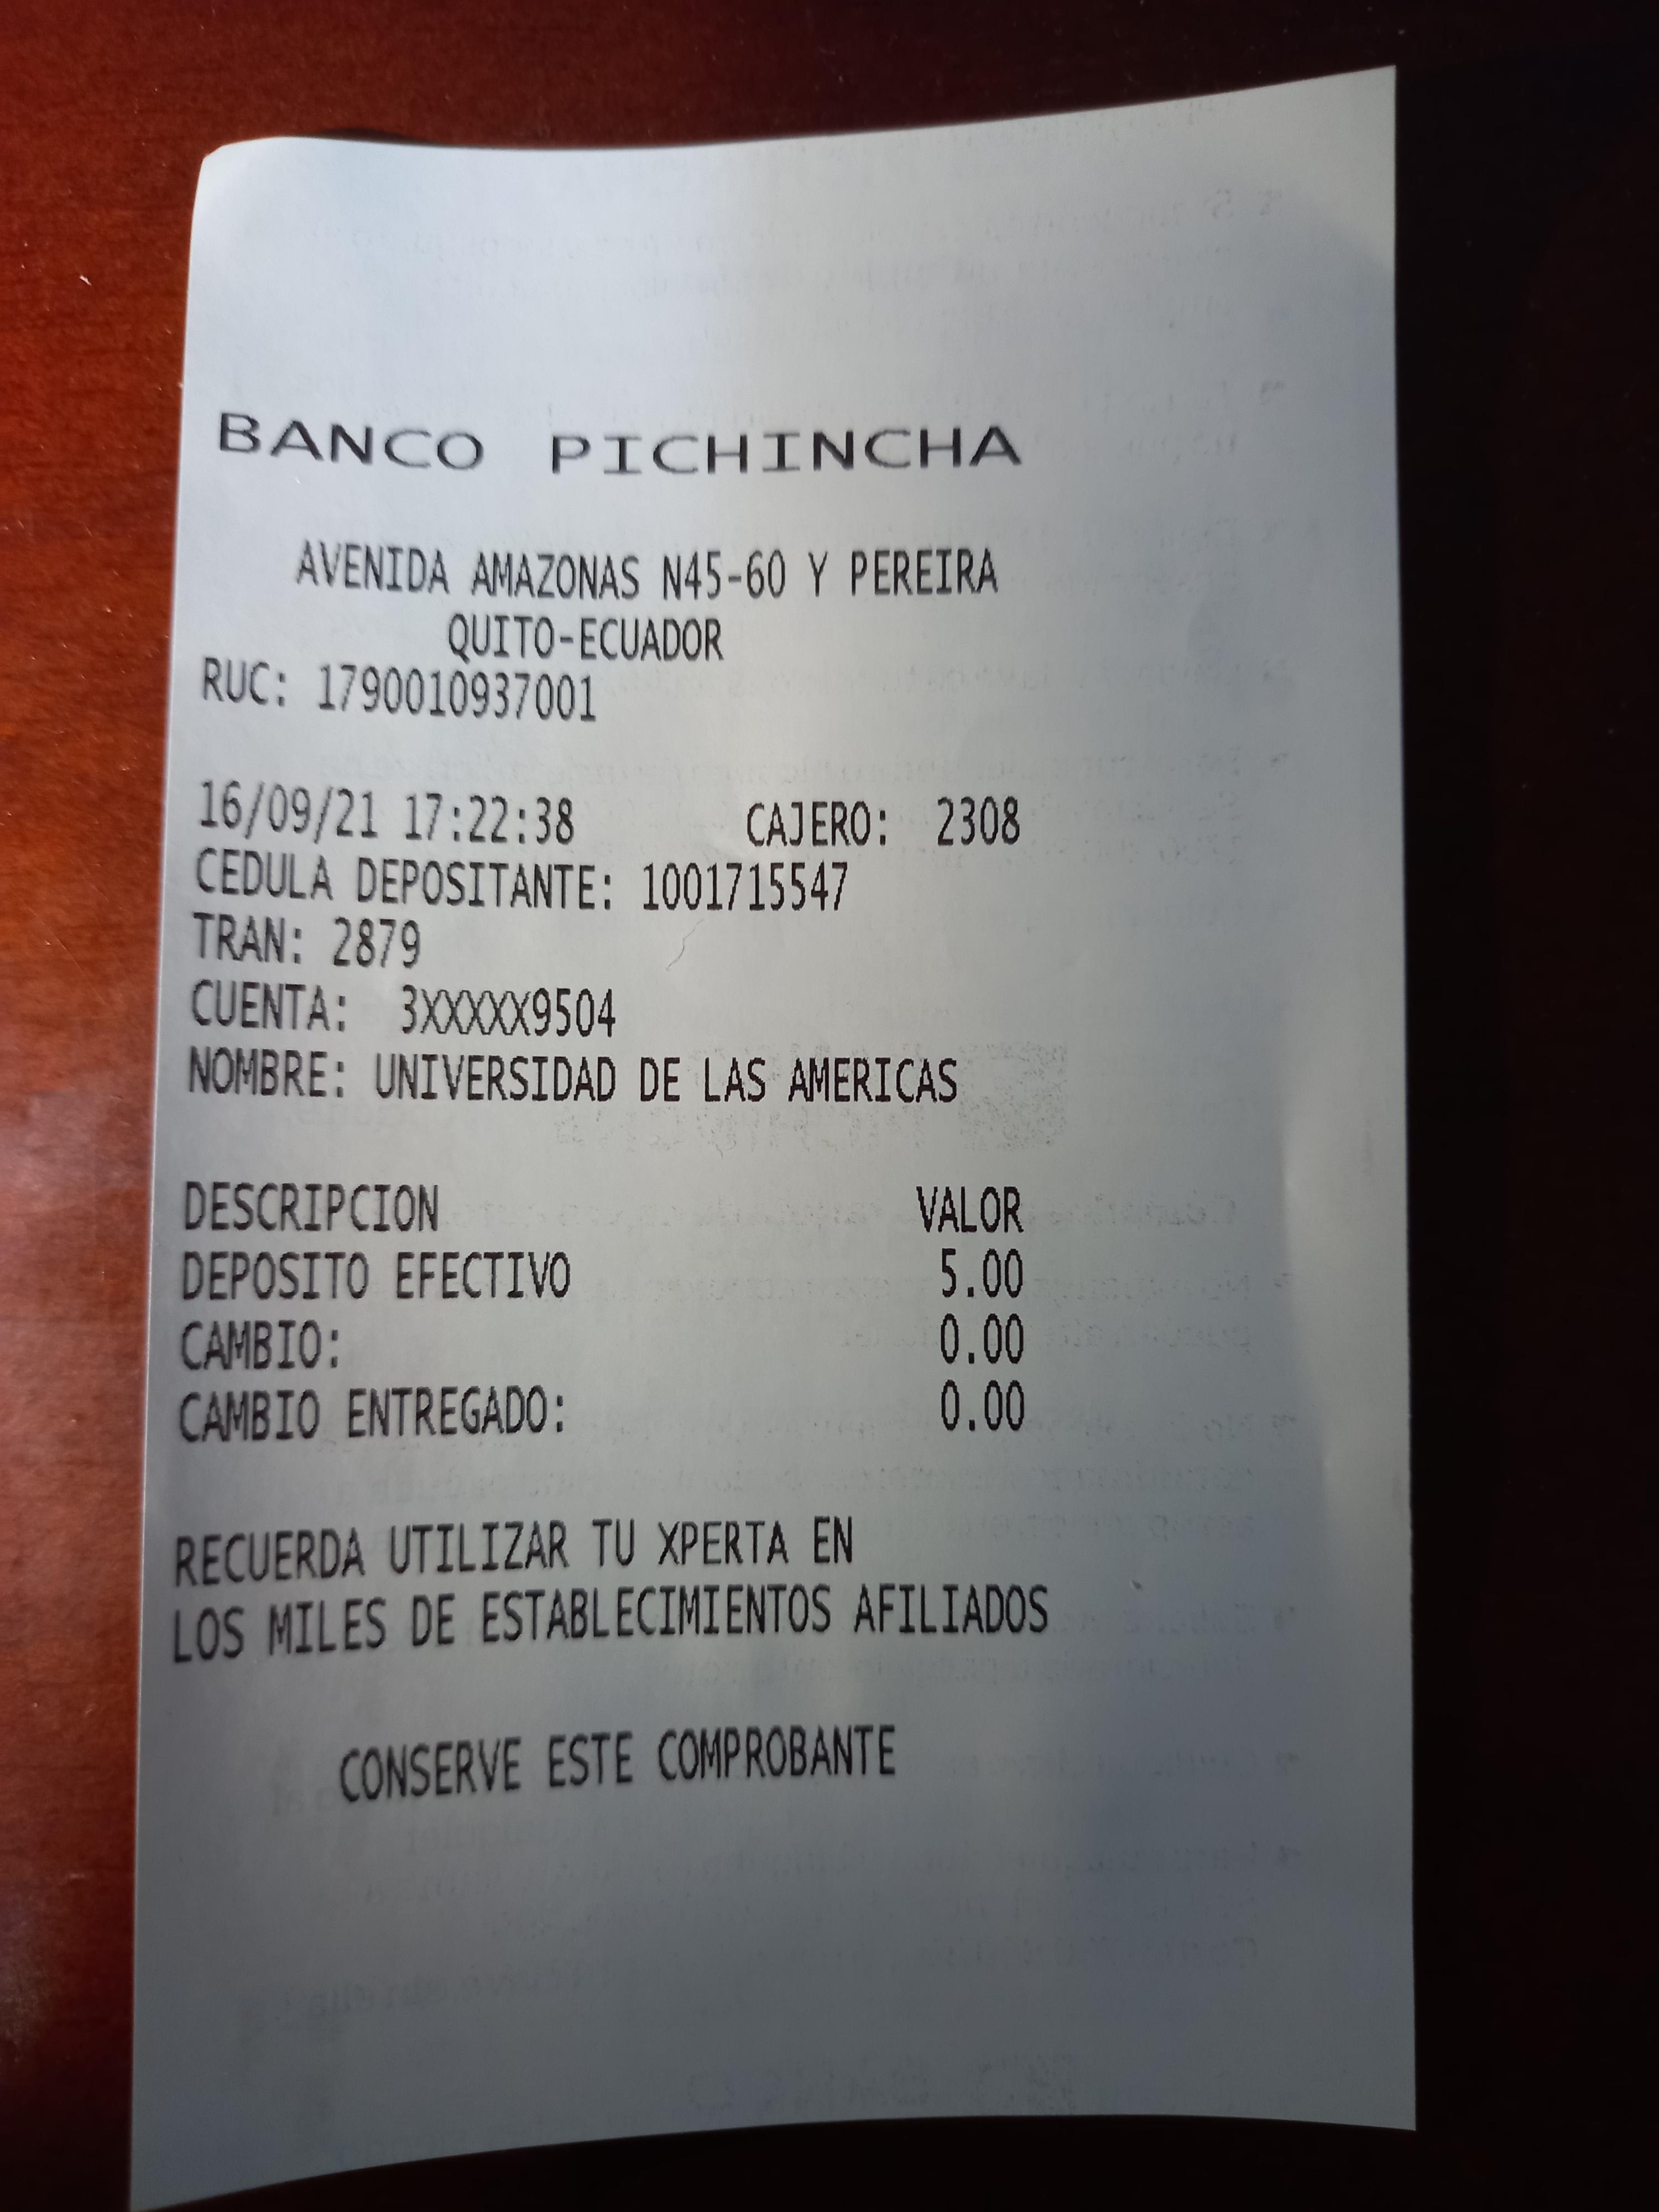 BANCO PICHINCHA
AVENIDA AMAZONAS N45-60 Y PEREIRA
QUITO-ECUADOR
RUC: 1790010937001
16/09/21 17:22:38 CAJERO: 2308
CEDULA DEPOSITANTE: 1001715547
TRAN: 2879
CUENTA: 3XXXXX9504
NOMBRE: UNIVERSIDAD DE LAS AMERICAS
DESCRIPCION VALOR
DEPOSITO EFECTIVO 5.00
CAMBIO: 0.00
CAMBIO ENTREGADO: 0.00
RECUERDA UTILIZAR TU XPERTA EN
LOS MILES DE ESTABLECIMIENTOS AFILIADOS
CONSERVE ESTE COMPROBANTE